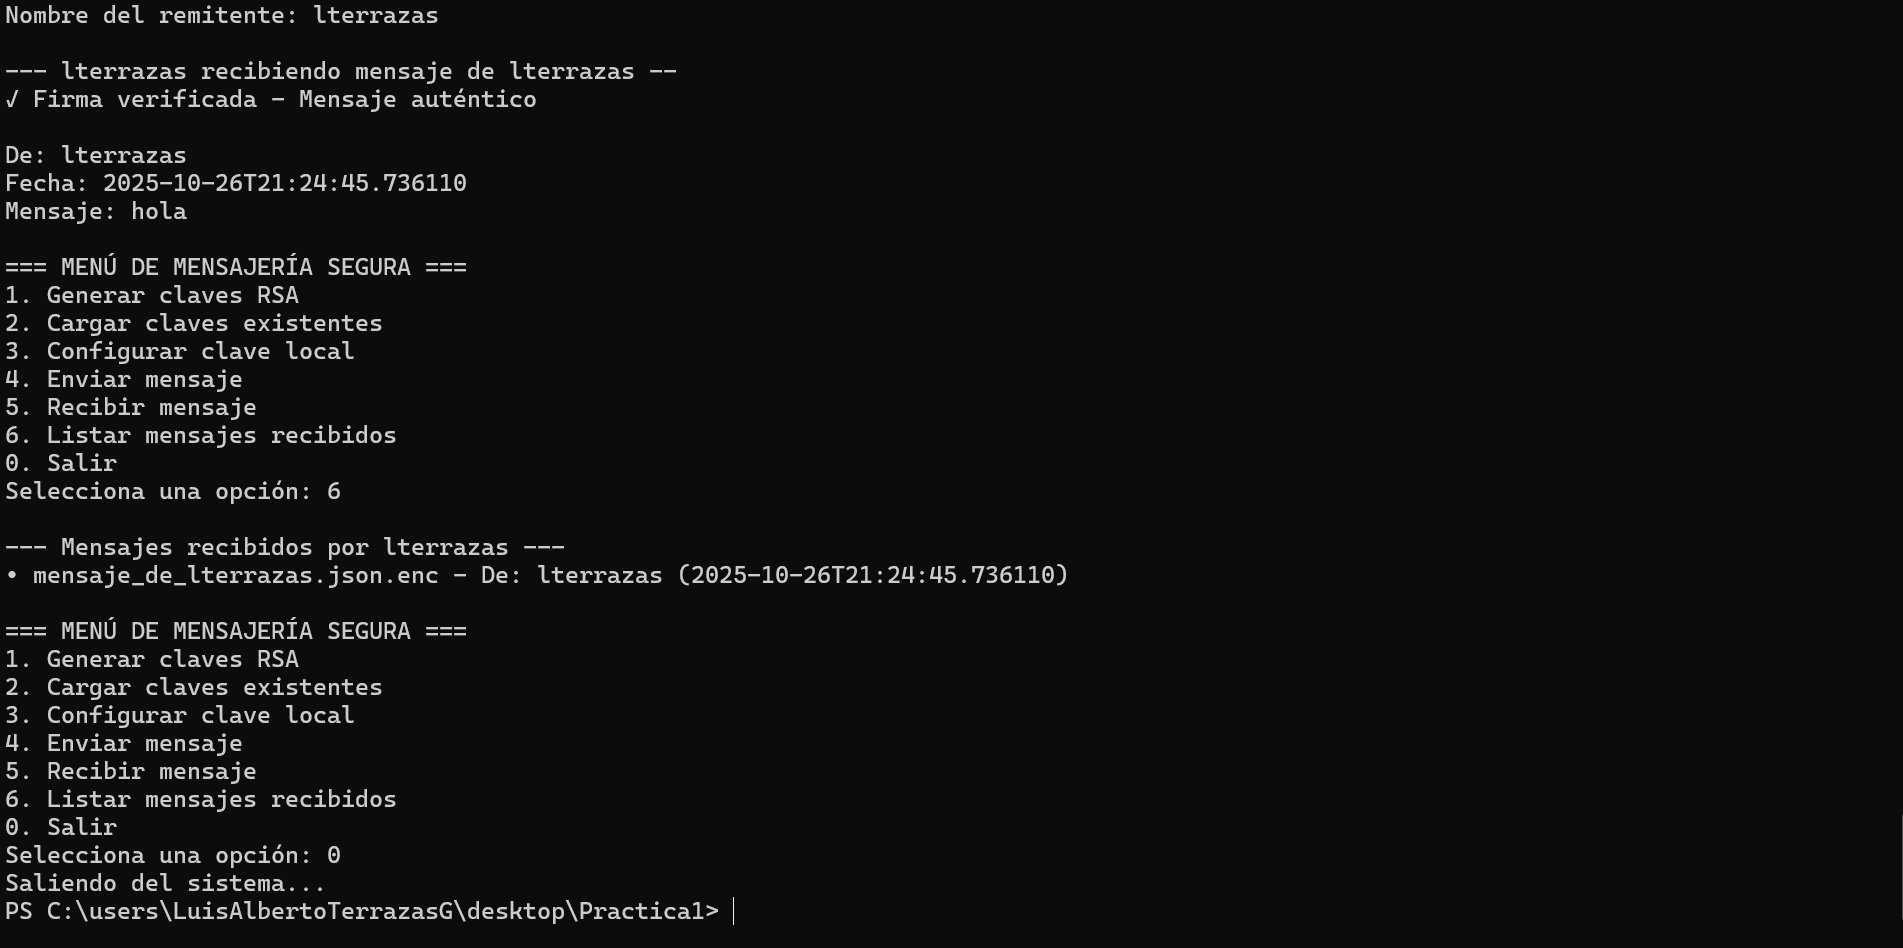 Nombre del remitente: lterrazas
--- lterrazas recibiendo mensaje de lterrazas --
√ Firma verificada - Mensaje auténtico
De: lterrazas
Fecha: 2025-10-26T21:24:45.736110
Mensaje: hola
=== MENÚ DE MENSAJERÍA SEGURA ===
1. Generar claves RSA
2. Cargar claves existentes
3. Configurar clave local
4. Enviar mensaje
5. Recibir mensaje
6. Listar mensajes recibidos
0. Salir
Selecciona una opción: 6
--- Mensajes recibidos por lterrazas ---
• mensaje_de_lterrazas.json.enc - De: lterrazas (2025-10-26T21:24:45.736110)
=== MENÚ DE MENSAJERÍA SEGURA ===
1. Generar claves RSA
2. Cargar claves existentes
3. Configurar clave local
4. Enviar mensaje
5. Recibir mensaje
6. Listar mensajes recibidos
0. Salir
Selecciona una opción: 0
Saliendo del sistema...
PS C:\users\LuisAlbertoTerrazasG\desktop\Practica1>